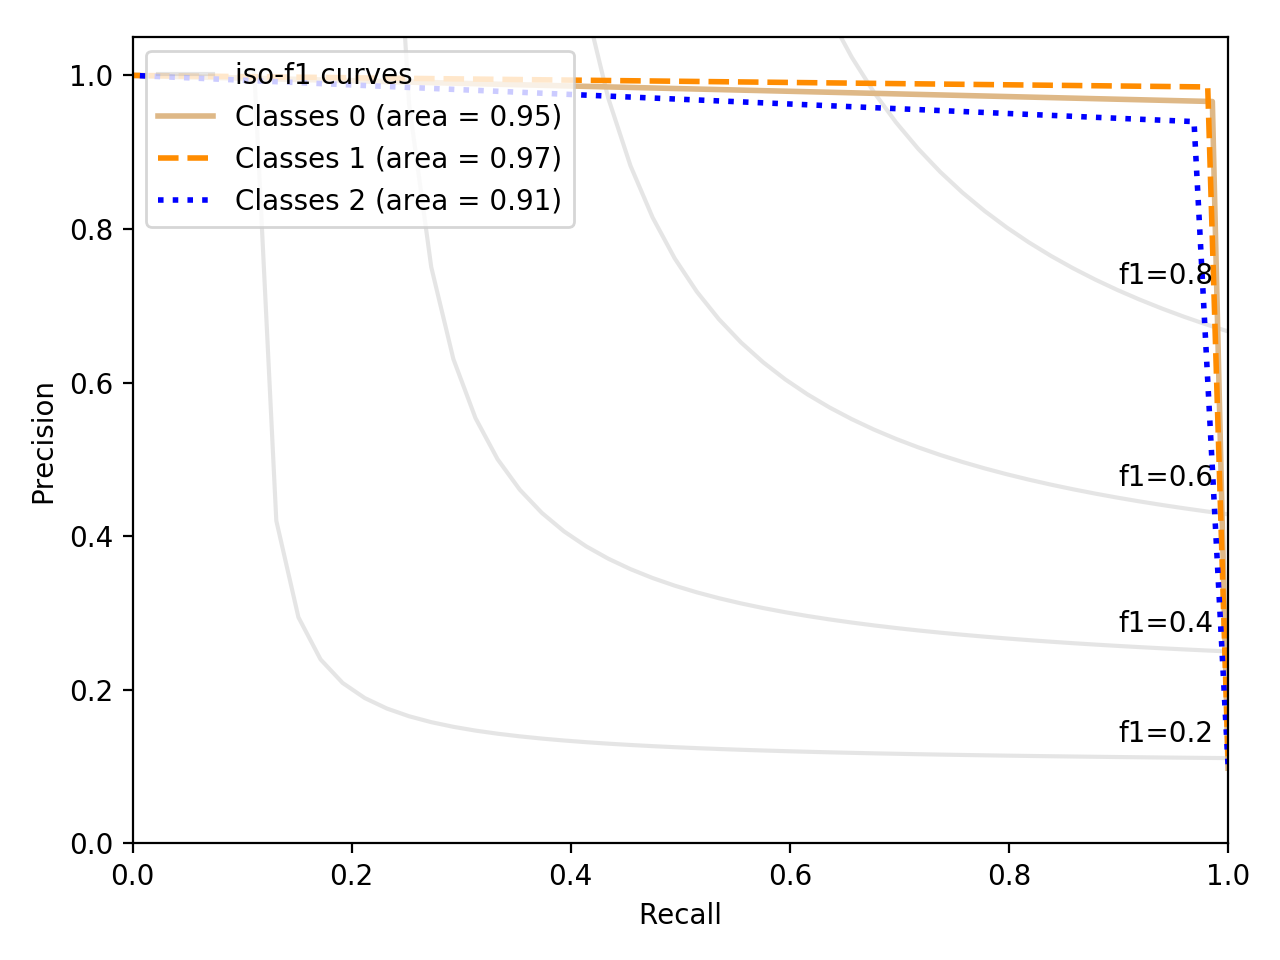 iso-f1 curves
Classes 0 (area = 0.95)
Classes 1 (area = 0.97)
Classes 2 (area = 0.91)
1.0
0.8
0.6
0.4
0.2
0.0
Precision
f1=0.8
f1=0.6
f1=0.4
f1=0.2
0.0 0.2 0.4 0.6 0.8 1.0
Recall